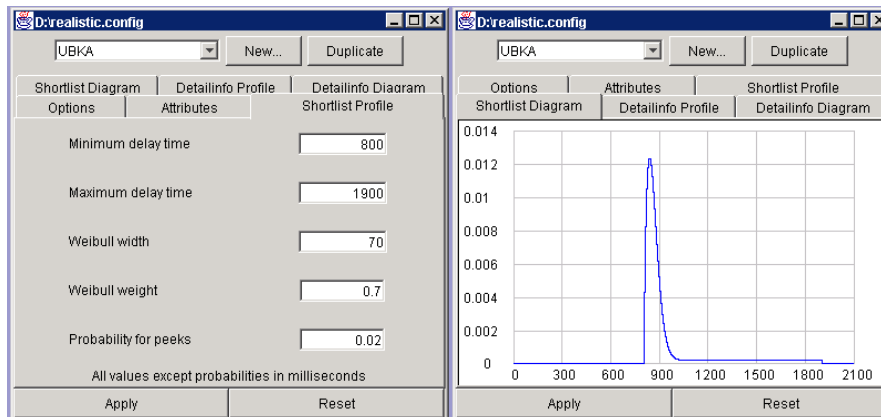 D:\realistic.config
UBKA
New...
Duplicate
Shortlist Diagram
Detailinfo Profile
Detailinfo Diagram
Options
Attributes
Shortlist Profile
Minimum delay time
800
Maximum delay time
1900
Weibull width
70
Weibull weight
0.7
Probability for peeks
0.02
All values except probabilities in milliseconds
Apply
Reset
D:\realistic.config
UBKA
New...
Duplicate
Options
Attributes
Shortlist Profile
Shortlist Diagram
Detailinfo Profile
Detailinfo Diagram
0.014
0.012
0.01
0.008
0.006
0.004
0.002
0
0 300 600 900 1200 1500 1800 2100
Apply
Reset